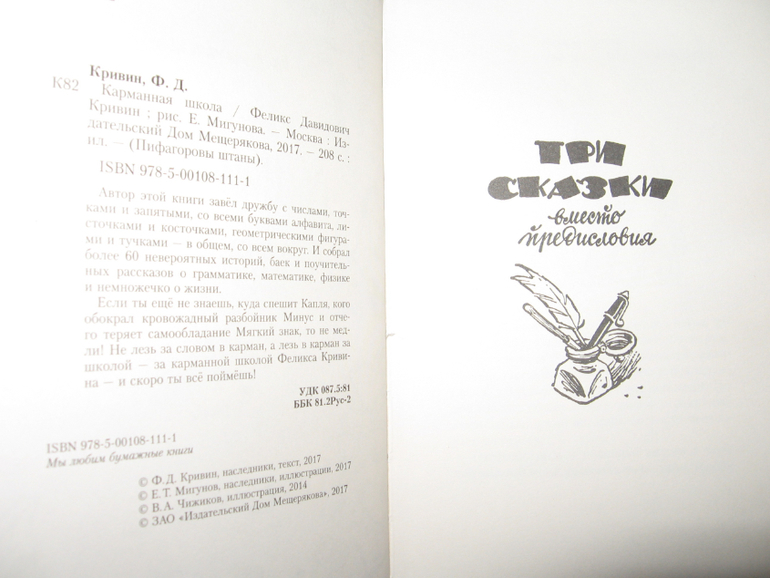 Кривин, Ф. Д.
К82 Карманная школа / Феликс Давидович
Кривин ; рис. Е. Мигунова. — Москва : Из-
дательский Дом Мещерякова, 2017. — 208 с. :
ил. — (Пифагоровы штаны).
ISBN 978-5-00108-111-1
Автор этой книги завёл дружбу с числами, точ-
ками и запятыми, со всеми буквами алфавита, ли-
сточками и косточками, геометрическими фигура-
ми и тучками — в общем, со всем вокруг. И собрал
более 60 невероятных историй, баек и поучитель-
ных рассказов о грамматике, математике, физике
и немножечко о жизни.
Если ты ещё не знаешь, куда спешит Капля, кого
обокрал кровожадный разбойник Минус и отче-
го теряет самообладание Мягкий знак, то не мед-
ли! Не лезь за словом в карман, а лезь в карман за
школой — за карманной школой Феликса Криви-
на — и скоро ты всё поймёшь!
УДК 087.5:81
ББК 81.2Рус-2
ISBN 978-5-00108-111-1
Мы любим бумажные книги
© Ф.Д. Кривин, наследники, текст, 2017
© Е.Т. Мигунов, наследники, иллюстрации, 2017
© В.А. Чижиков, иллюстрация, 2014
© ЗАО «Издательский Дом Мещерякова», 2017
ТРИ
СКАЗКИ
вместо
предисловия